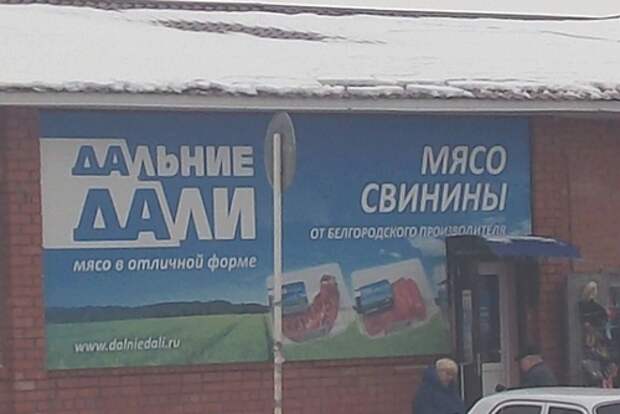 ДАЛЬНИЕ
ДАЛИ
мясо в отличной форме
www.dalniedali.ru
МЯСО
СВИНИНЫ
ОТ БЕЛГОРОДСКОГО ПРОИЗВОДИТЕЛЯ